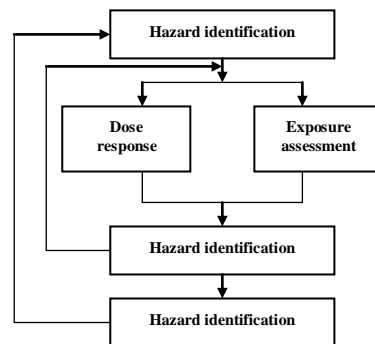 Hazard identification
Dose
response
Exposure
assessment
Hazard identification
Hazard identification